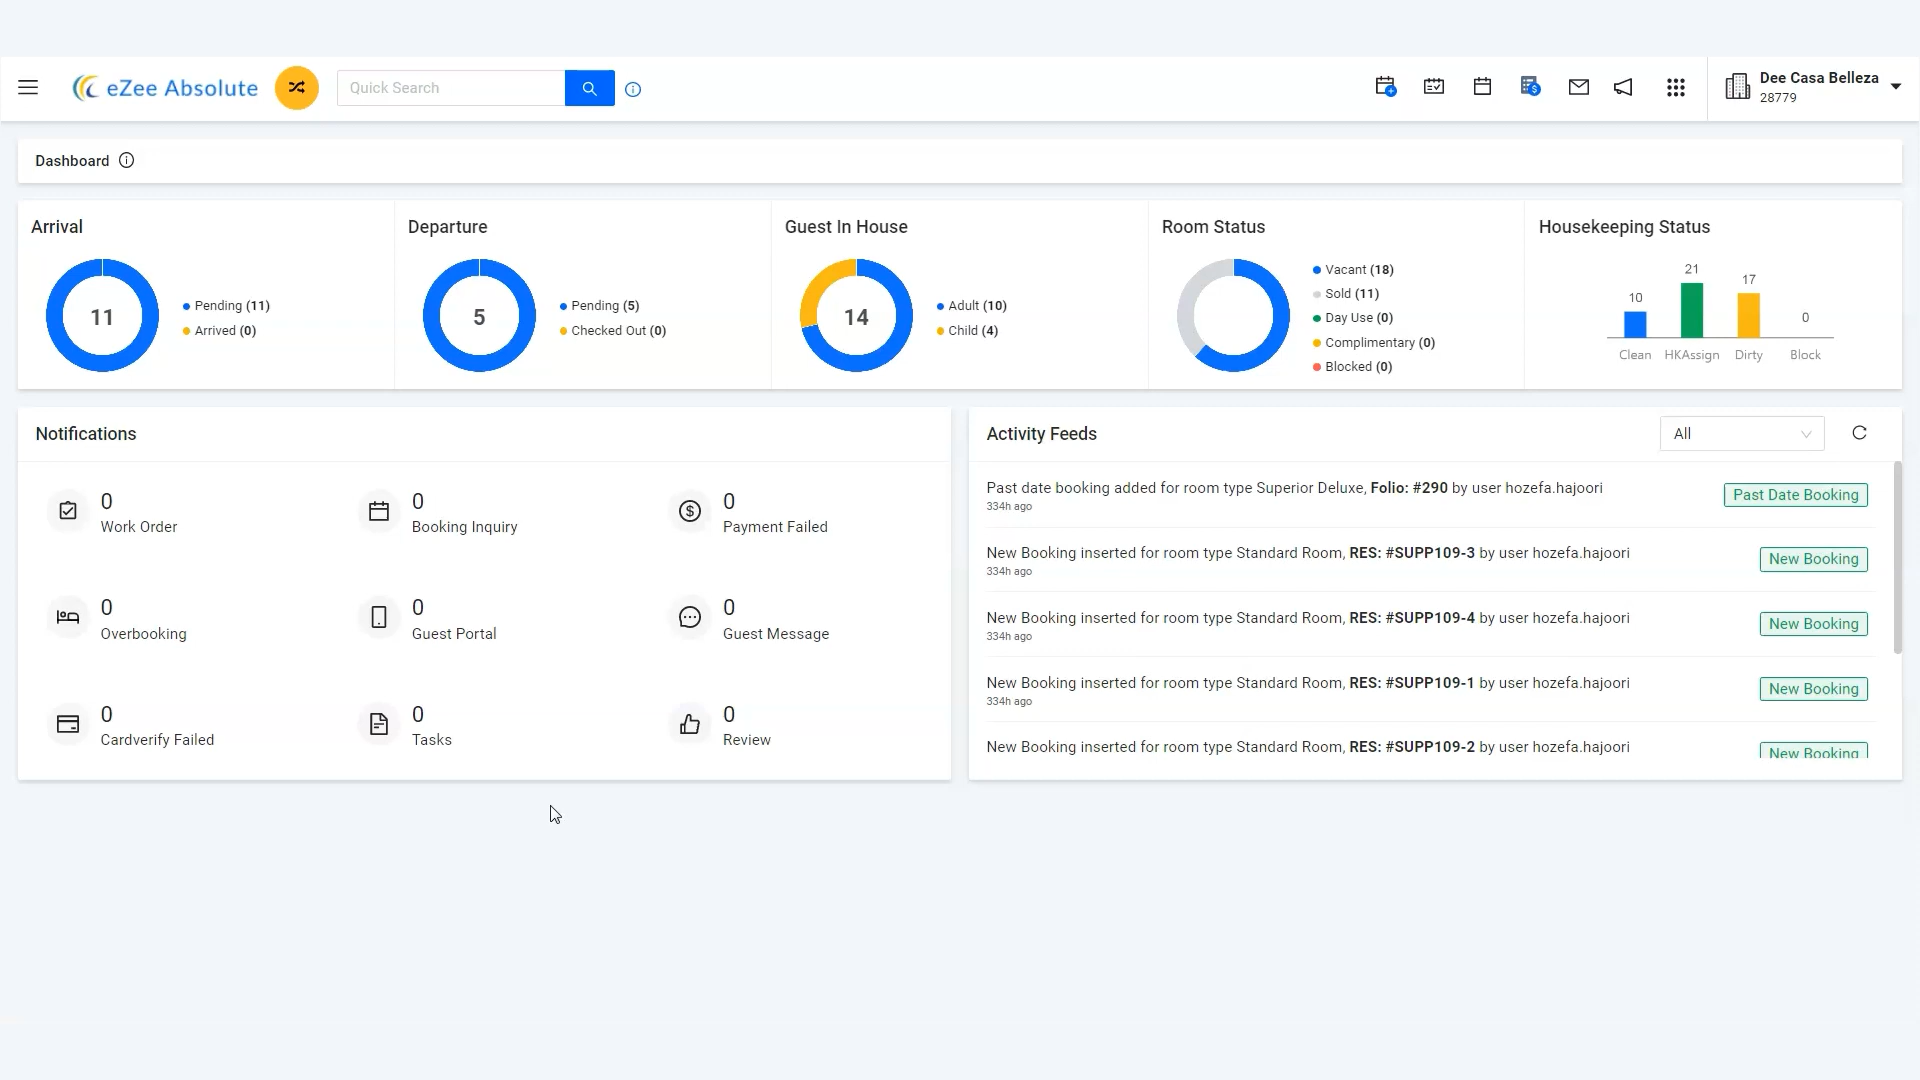 eZee Absolute
Quick Search
Dee Casa Belleza
28779
Dashboard
Arrival
11
Pending (11)
Arrived (0)
Departure
5
Pending (5)
Checked Out (0)
Guest In House
14
Adult (10)
Child (4)
Room Status
Vacant (18)
Sold (11)
Day Use (0)
Complimentary (0)
Blocked (0)
Housekeeping Status
10
21
17
0
Clean
HKAssign
Dirty
Block
Notifications
0
Work Order
0
Booking Inquiry
0
Payment Failed
0
Overbooking
0
Guest Portal
0
Guest Message
0
Cardverify Failed
0
Tasks
0
Review
Activity Feeds
All
Past date booking added for room type Superior Deluxe, Folio: #290 by user hozefa.hajoori
334h ago
Past Date Booking
New Booking inserted for room type Standard Room, RES: #SUPP109-3 by user hozefa.hajoori
334h ago
New Booking
New Booking inserted for room type Standard Room, RES: #SUPP109-4 by user hozefa.hajoori
334h ago
New Booking
New Booking inserted for room type Standard Room, RES: #SUPP109-1 by user hozefa.hajoori
334h ago
New Booking
New Booking inserted for room type Standard Room, RES: #SUPP109-2 by user hozefa.hajoori
New Booking